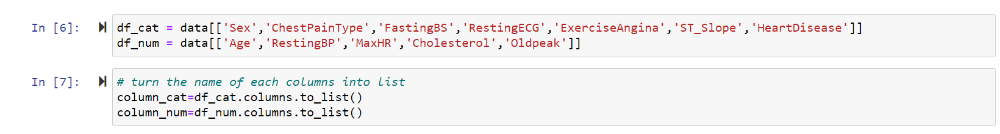 In [6]: df_cat = data[['Sex','ChestPainType','FastingBS','RestingECG','ExerciseAngina','ST_Slope','HeartDisease']]
df_num = data[['Age','RestingBP','MaxHR','Cholesterol','Oldpeak']]
In [7]: # turn the name of each columns into list
column_cat=df_cat.columns.to_list()
column_num=df_num.columns.to_list()